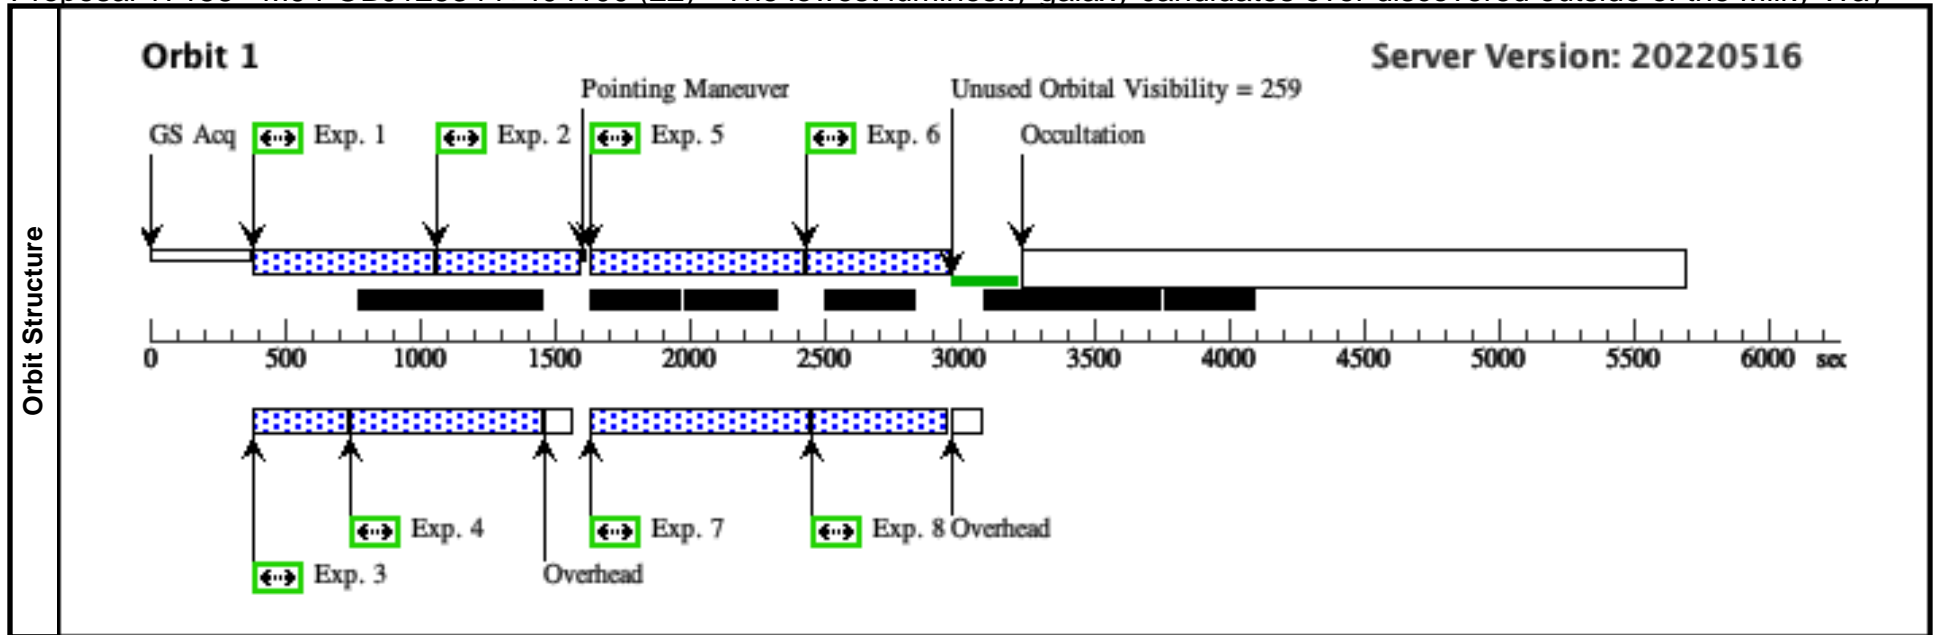 Orbit 1
Server Version: 20220516
Pointing Maneuver
Unused Orbital Visibility = 259
GS Acq
Exp. 1
Exp. 2
Exp. 5
Exp. 6
Occultation
Orbit Structure
0
500
1000
1500
2000
2500
3000
3500
4000
4500
5000
5500
6000
sec
Exp. 4
Exp. 7
Exp. 8
Overhead
Exp. 3
Overhead